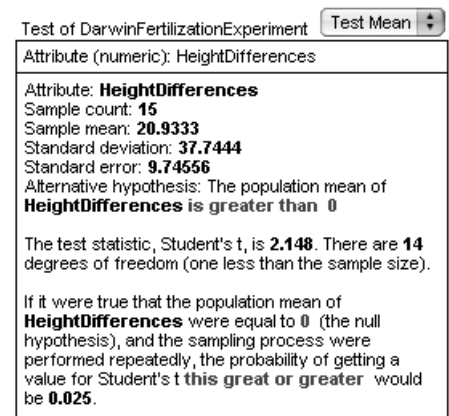 Test of DarwinFertilizationExperiment Test Mean
Attribute (numeric): HeightDifferences
Attribute: HeightDifferences
Sample count: 15
Sample mean: 20.9333
Standard deviation: 37.7444
Standard error: 9.74556
Alternative hypothesis: The population mean of
HeightDifferences is greater than 0
The test statistic, Student's t, is 2.148. There are 14
degrees of freedom (one less than the sample size).
If it were true that the population mean of
HeightDifferences were equal to 0 (the null
hypothesis), and the sampling process were
performed repeatedly, the probability of getting a
value for Student's t this great or greater would
be 0.025.